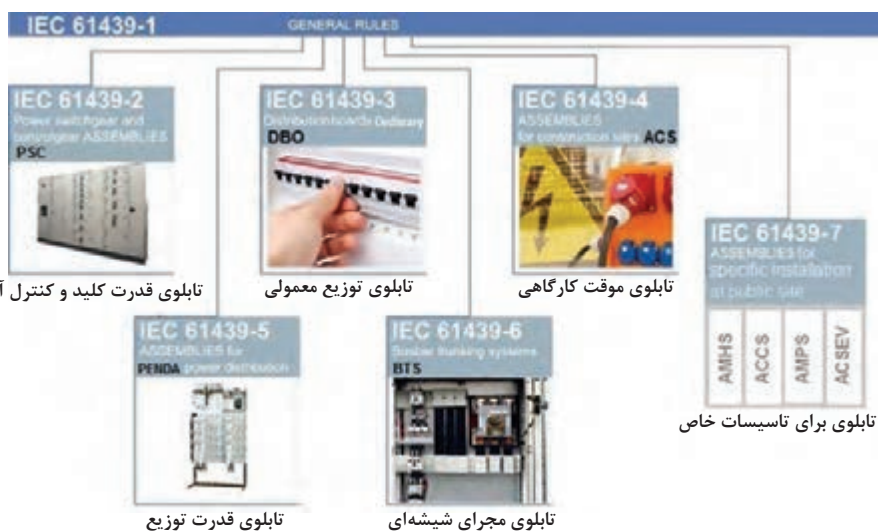 IEC 61439-1
GENERAL RULES
IEC 61439-2
Power switchgear and
controlgear ASSEMBLIES
PSC
تابلوی قدرت کلید و کنترل آ
IEC 61439-3
Distribution boards Ordinary
DBO
تابلوی توزیع معمولی
IEC 61439-4
ASSEMBLIES
for construction sites ACS
تابلوی موقت کارگاهی
IEC 61439-5
ASSEMBLIES for
PENDA power distribution
تابلوی قدرت توزیع
IEC 61439-6
Busbar trunking systems
BTS
تابلوی مجرای شیشه‌ای
IEC 61439-7
ASSEMBLIES for
specific installation
at public site
AMHS
ACCS
AMPS
ACSEV
تابلوی برای تاسیسات خاص